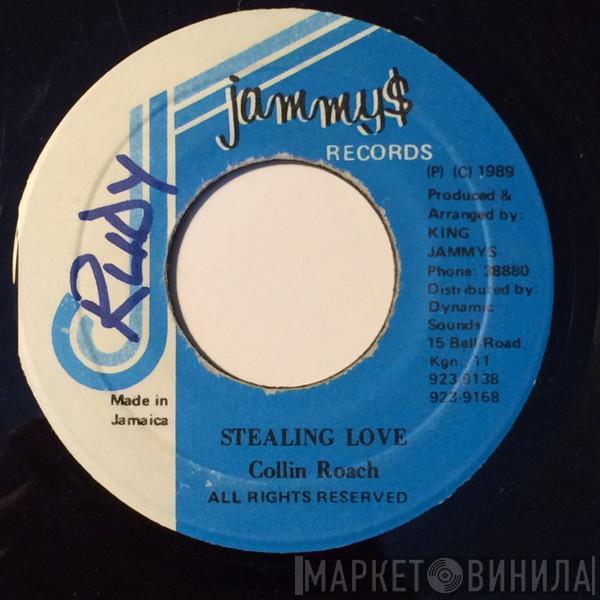 jammy$
RECORDS
(P) (C) 1989
Produced &
Arranged by:
KING
JAMMYS
Phone: 38880
Distributed by:
Dynamic
Sounds
15 Bell Road
Kgn. 11
923-9138
923-9168
Rudy
Made in
Jamaica
STEALING LOVE
Collin Roach
ALL RIGHTS RESERVED
МАРКЕТ ВИНИЛА